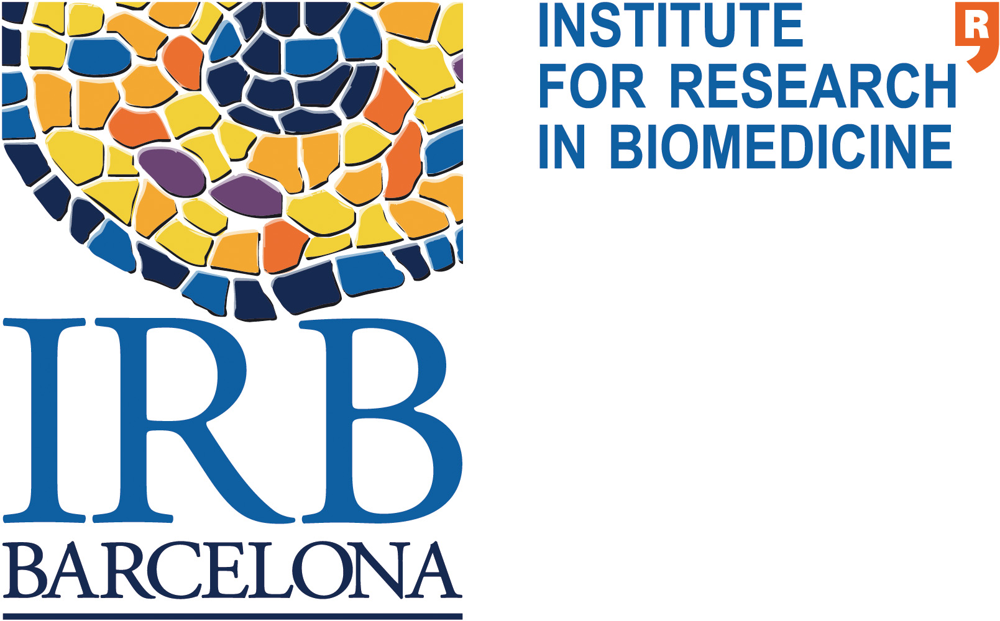 IRB
BARCELONA
INSTITUTE
FOR RESEARCH
IN BIOMEDICINE
R